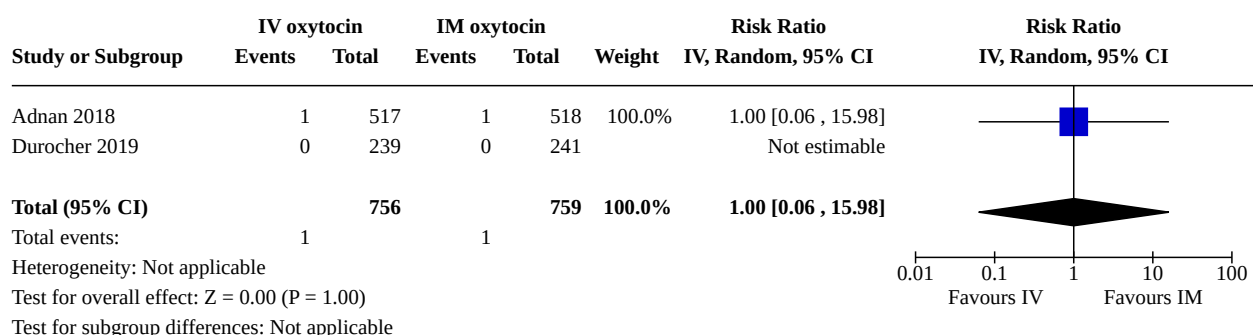 IV oxytocin IM oxytocin Risk Ratio Risk Ratio
Study or Subgroup Events Total Events Total Weight IV, Random, 95% CI IV, Random, 95% CI
Adnan 2018 1 517 1 518 100.0% 1.00 [0.06 , 15.98]
Durocher 2019 0 239 0 241 Not estimable
Total (95% CI) 756 759 100.0% 1.00 [0.06 , 15.98]
Total events: 1 1
Heterogeneity: Not applicable
0.01 0.1 1 10 100
Test for overall effect: Z = 0.00 (P = 1.00) Favours IV Favours IM
Test for subgroup differences: Not applicable